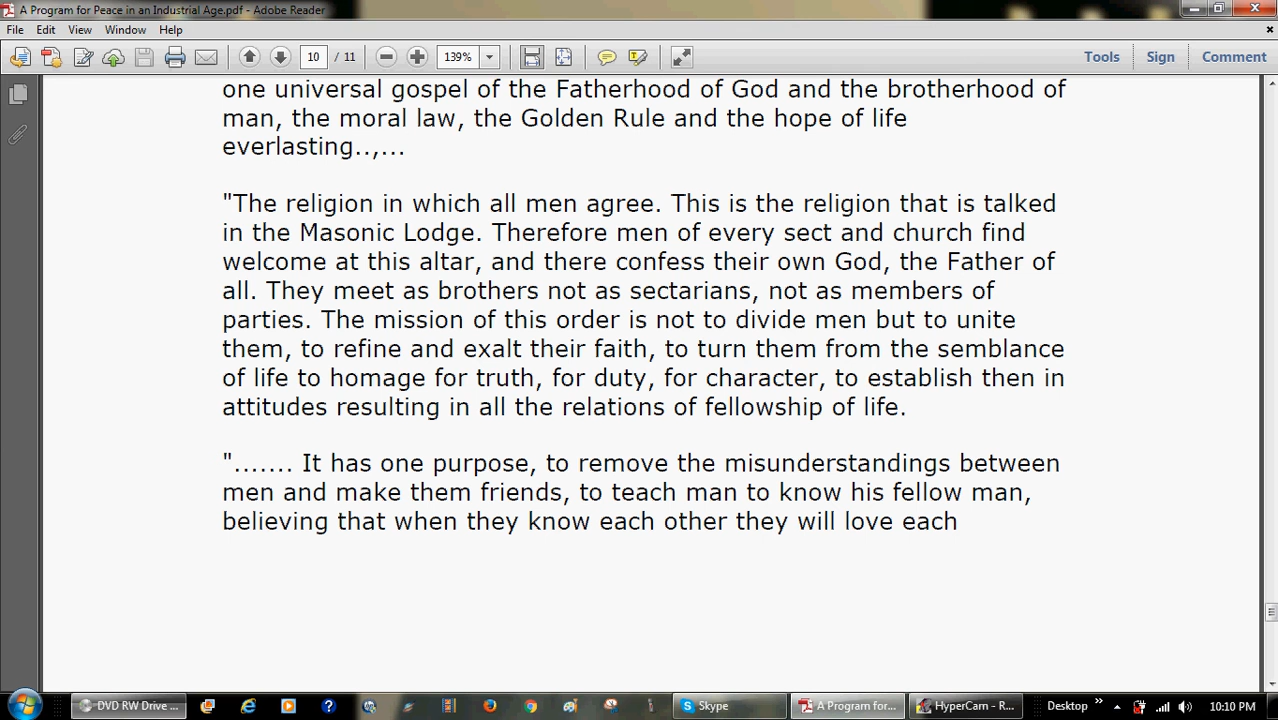 A Program for Peace in an Industrial Age.pdf - Adobe Reader
File Edit View Window Help
10 / 11 139% Tools Sign Comment
one universal gospel of the Fatherhood of God and the brotherhood of
man, the moral law, the Golden Rule and the hope of life
everlasting..,...
"The religion in which all men agree. This is the religion that is talked
in the Masonic Lodge. Therefore men of every sect and church find
welcome at this altar, and there confess their own God, the Father of
all. They meet as brothers not as sectarians, not as members of
parties. The mission of this order is not to divide men but to unite
them, to refine and exalt their faith, to turn them from the semblance
of life to homage for truth, for duty, for character, to establish then in
attitudes resulting in all the relations of fellowship of life.
"....... It has one purpose, to remove the misunderstandings between
men and make them friends, to teach man to know his fellow man,
believing that when they know each other they will love each
DVD RW Drive ... Skype A Program for... HyperCam - R... Desktop » 10:10 PM